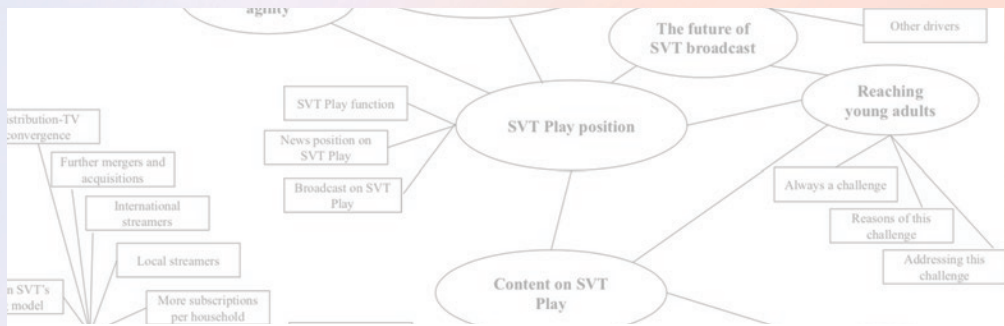 agility
The future of
SVT broadcast
Other drivers
Reaching
young adults
SVT Play position
SVT Play function
News position on
SVT Play
Broadcast on SVT
Play
istribution-TV
convergence
Further mergers and
acquisitions
International
streamers
Local streamers
More subscriptions
per household
n SVT's
model
Always a challenge
Reasons of this
challenge
Addressing this
challenge
Content on SVT
Play